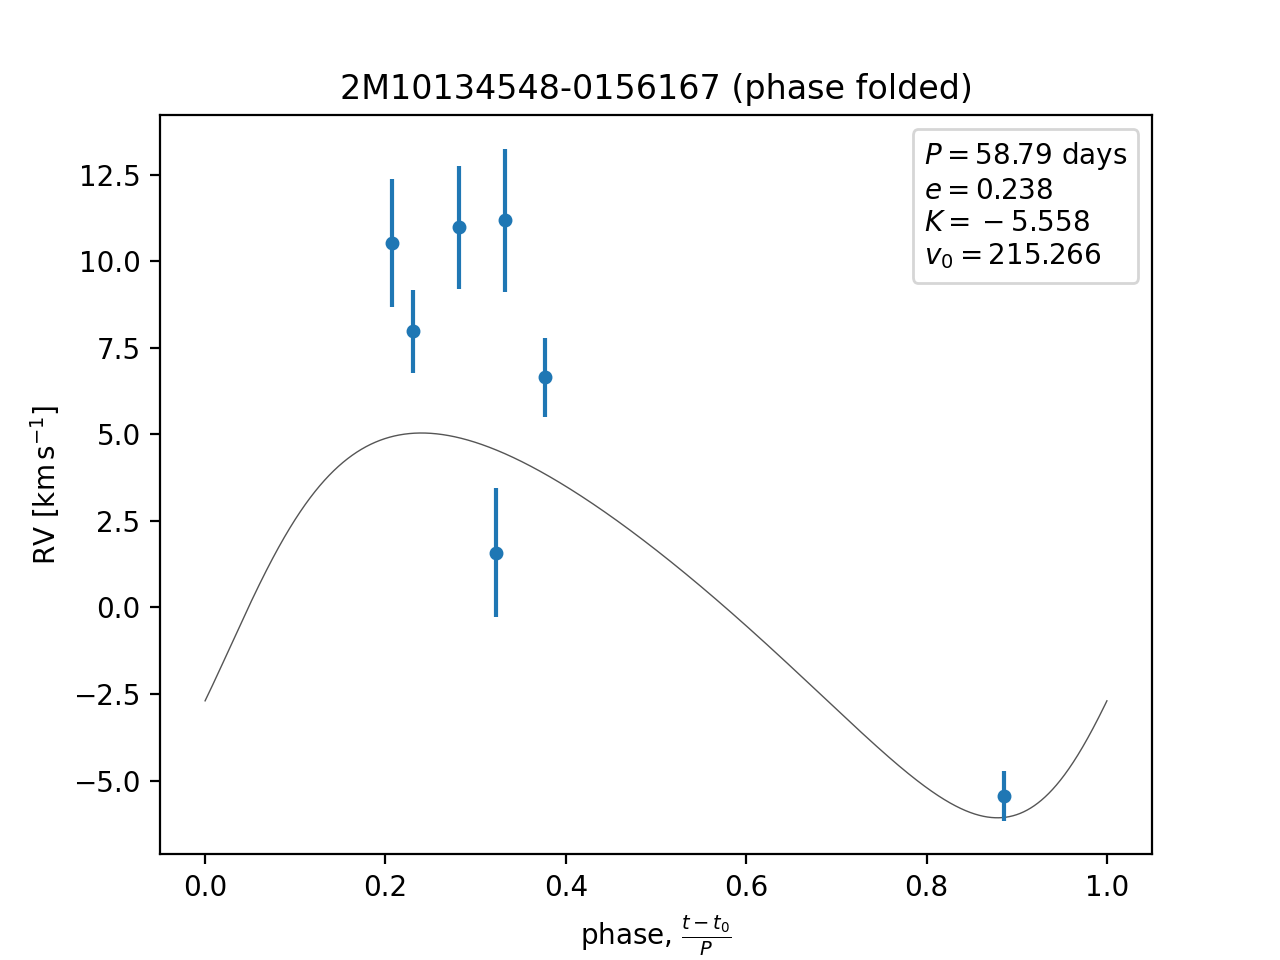 2M10134548-0156167 (phase folded)
P = 58.79 days
e = 0.238
K = −5.558
v₀ = 215.266
12.5
10.0
7.5
5.0
2.5
0.0
−2.5
−5.0
RV [km s⁻¹]
0.0 0.2 0.4 0.6 0.8 1.0
phase, (t − t₀)/P